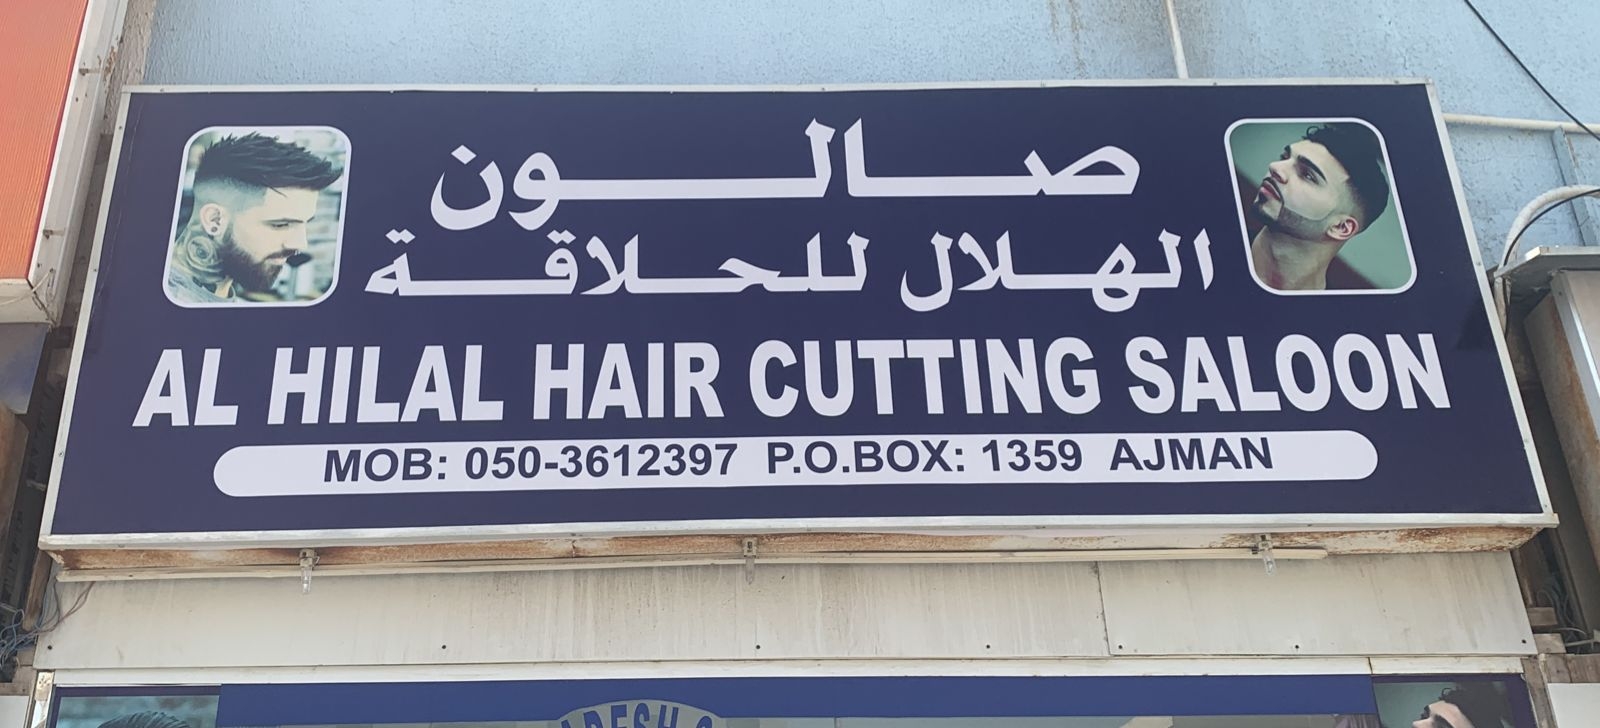 صالون
الهلال للحلاقة
AL HILAL HAIR CUTTING SALOON
MOB: 050-3612397 P.O.BOX: 1359 AJMAN